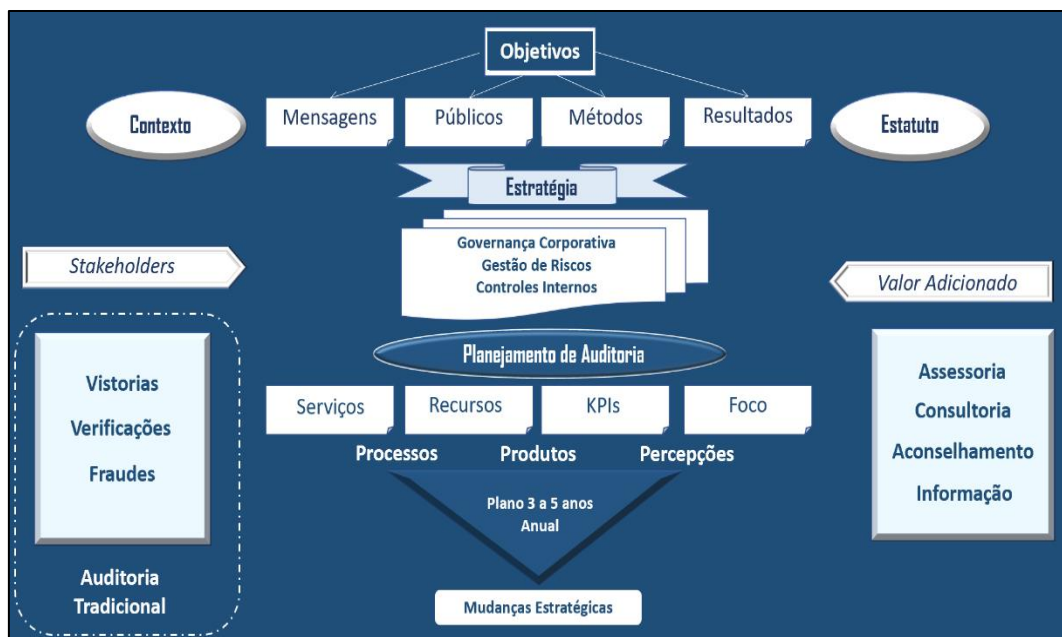 Objetivos
Mensagens
Públicos
Métodos
Resultados
Contexto
Estatuto
Estratégia
Governança Corporativa
Gestão de Riscos
Controles Internos
Stakeholders
Valor Adicionado
Planejamento de Auditoria
Serviços
Recursos
KPIs
Foco
Processos
Produtos
Percepções
Plano 3 a 5 anos
Anual
Mudanças Estratégicas
Vistorias
Verificações
Fraudes
Auditoria
Tradicional
Assessoria
Consultoria
Aconselhamento
Informação